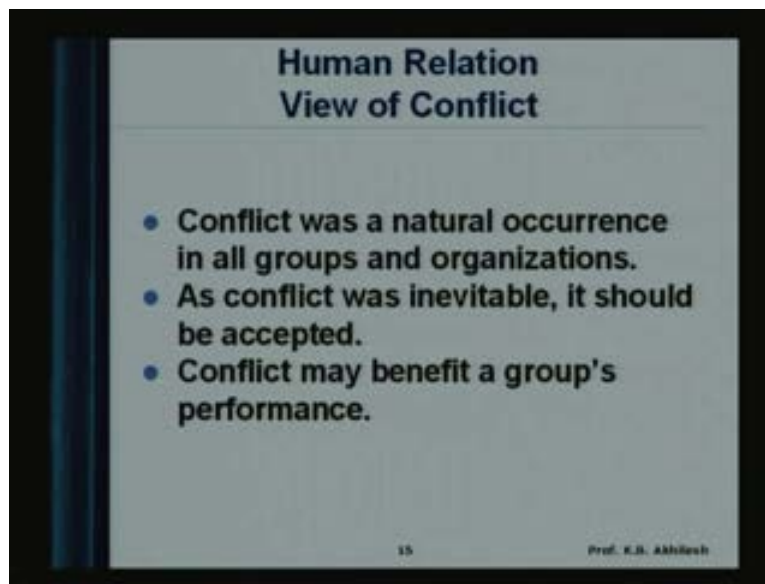 Human Relation
View of Conflict
Conflict was a natural occurrence
in all groups and organizations.
As conflict was inevitable, it should
be accepted.
Conflict may benefit a group's
performance.
15
Prof. K.B. Akhilesh